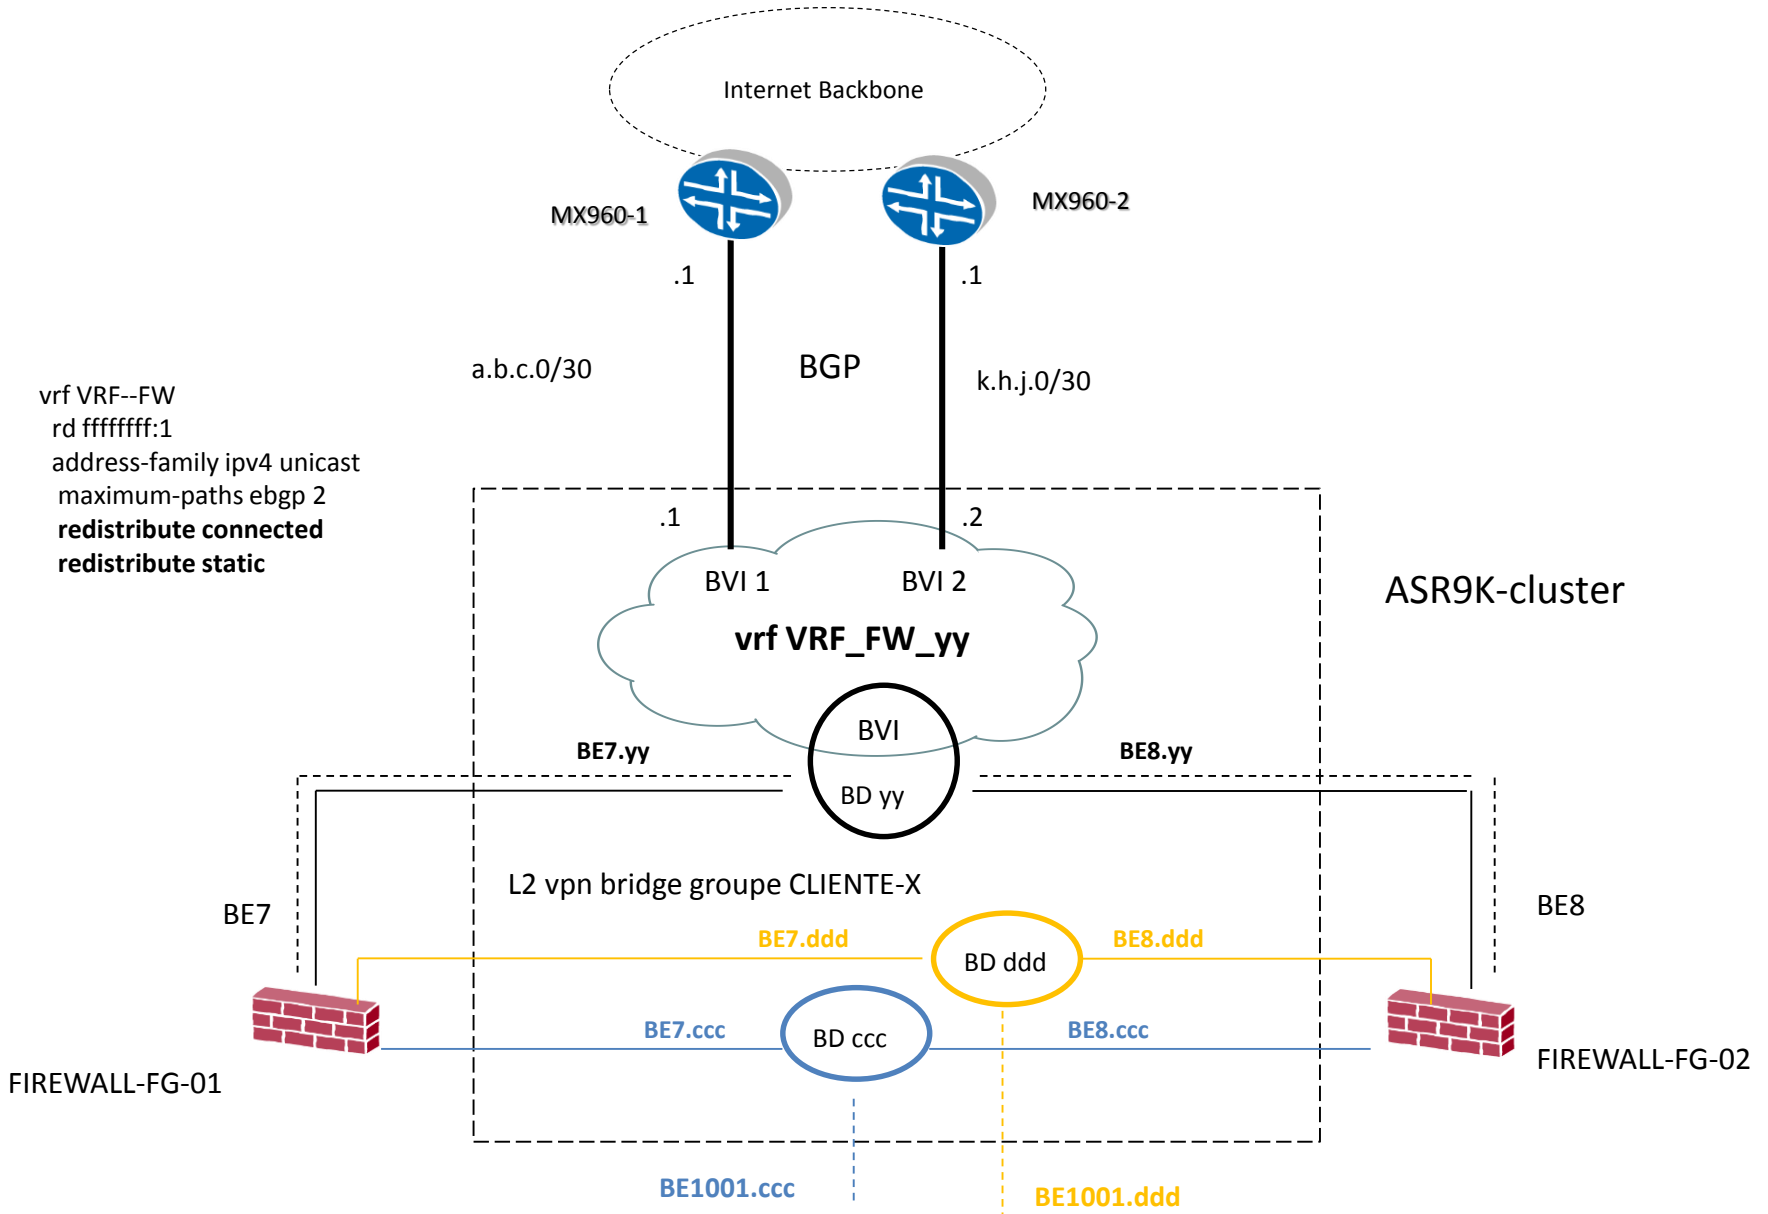 Internet Backbone
MX960-1
MX960-2
.1
.1
a.b.c.0/30
BGP
k.h.j.0/30
vrf VRF--FW
rd ffffffff:1
address-family ipv4 unicast
maximum-paths ebgp 2
redistribute connected
redistribute static
.1
.2
BVI 1
BVI 2
ASR9K-cluster
vrf VRF_FW_yy
BVI
BE7.yy
BE8.yy
BD yy
L2 vpn bridge groupe CLIENTE-X
BE7
BE8
BE7.ddd
BE8.ddd
BD ddd
BE7.ccc
BE8.ccc
BD ccc
FIREWALL-FG-01
FIREWALL-FG-02
BE1001.ccc
BE1001.ddd